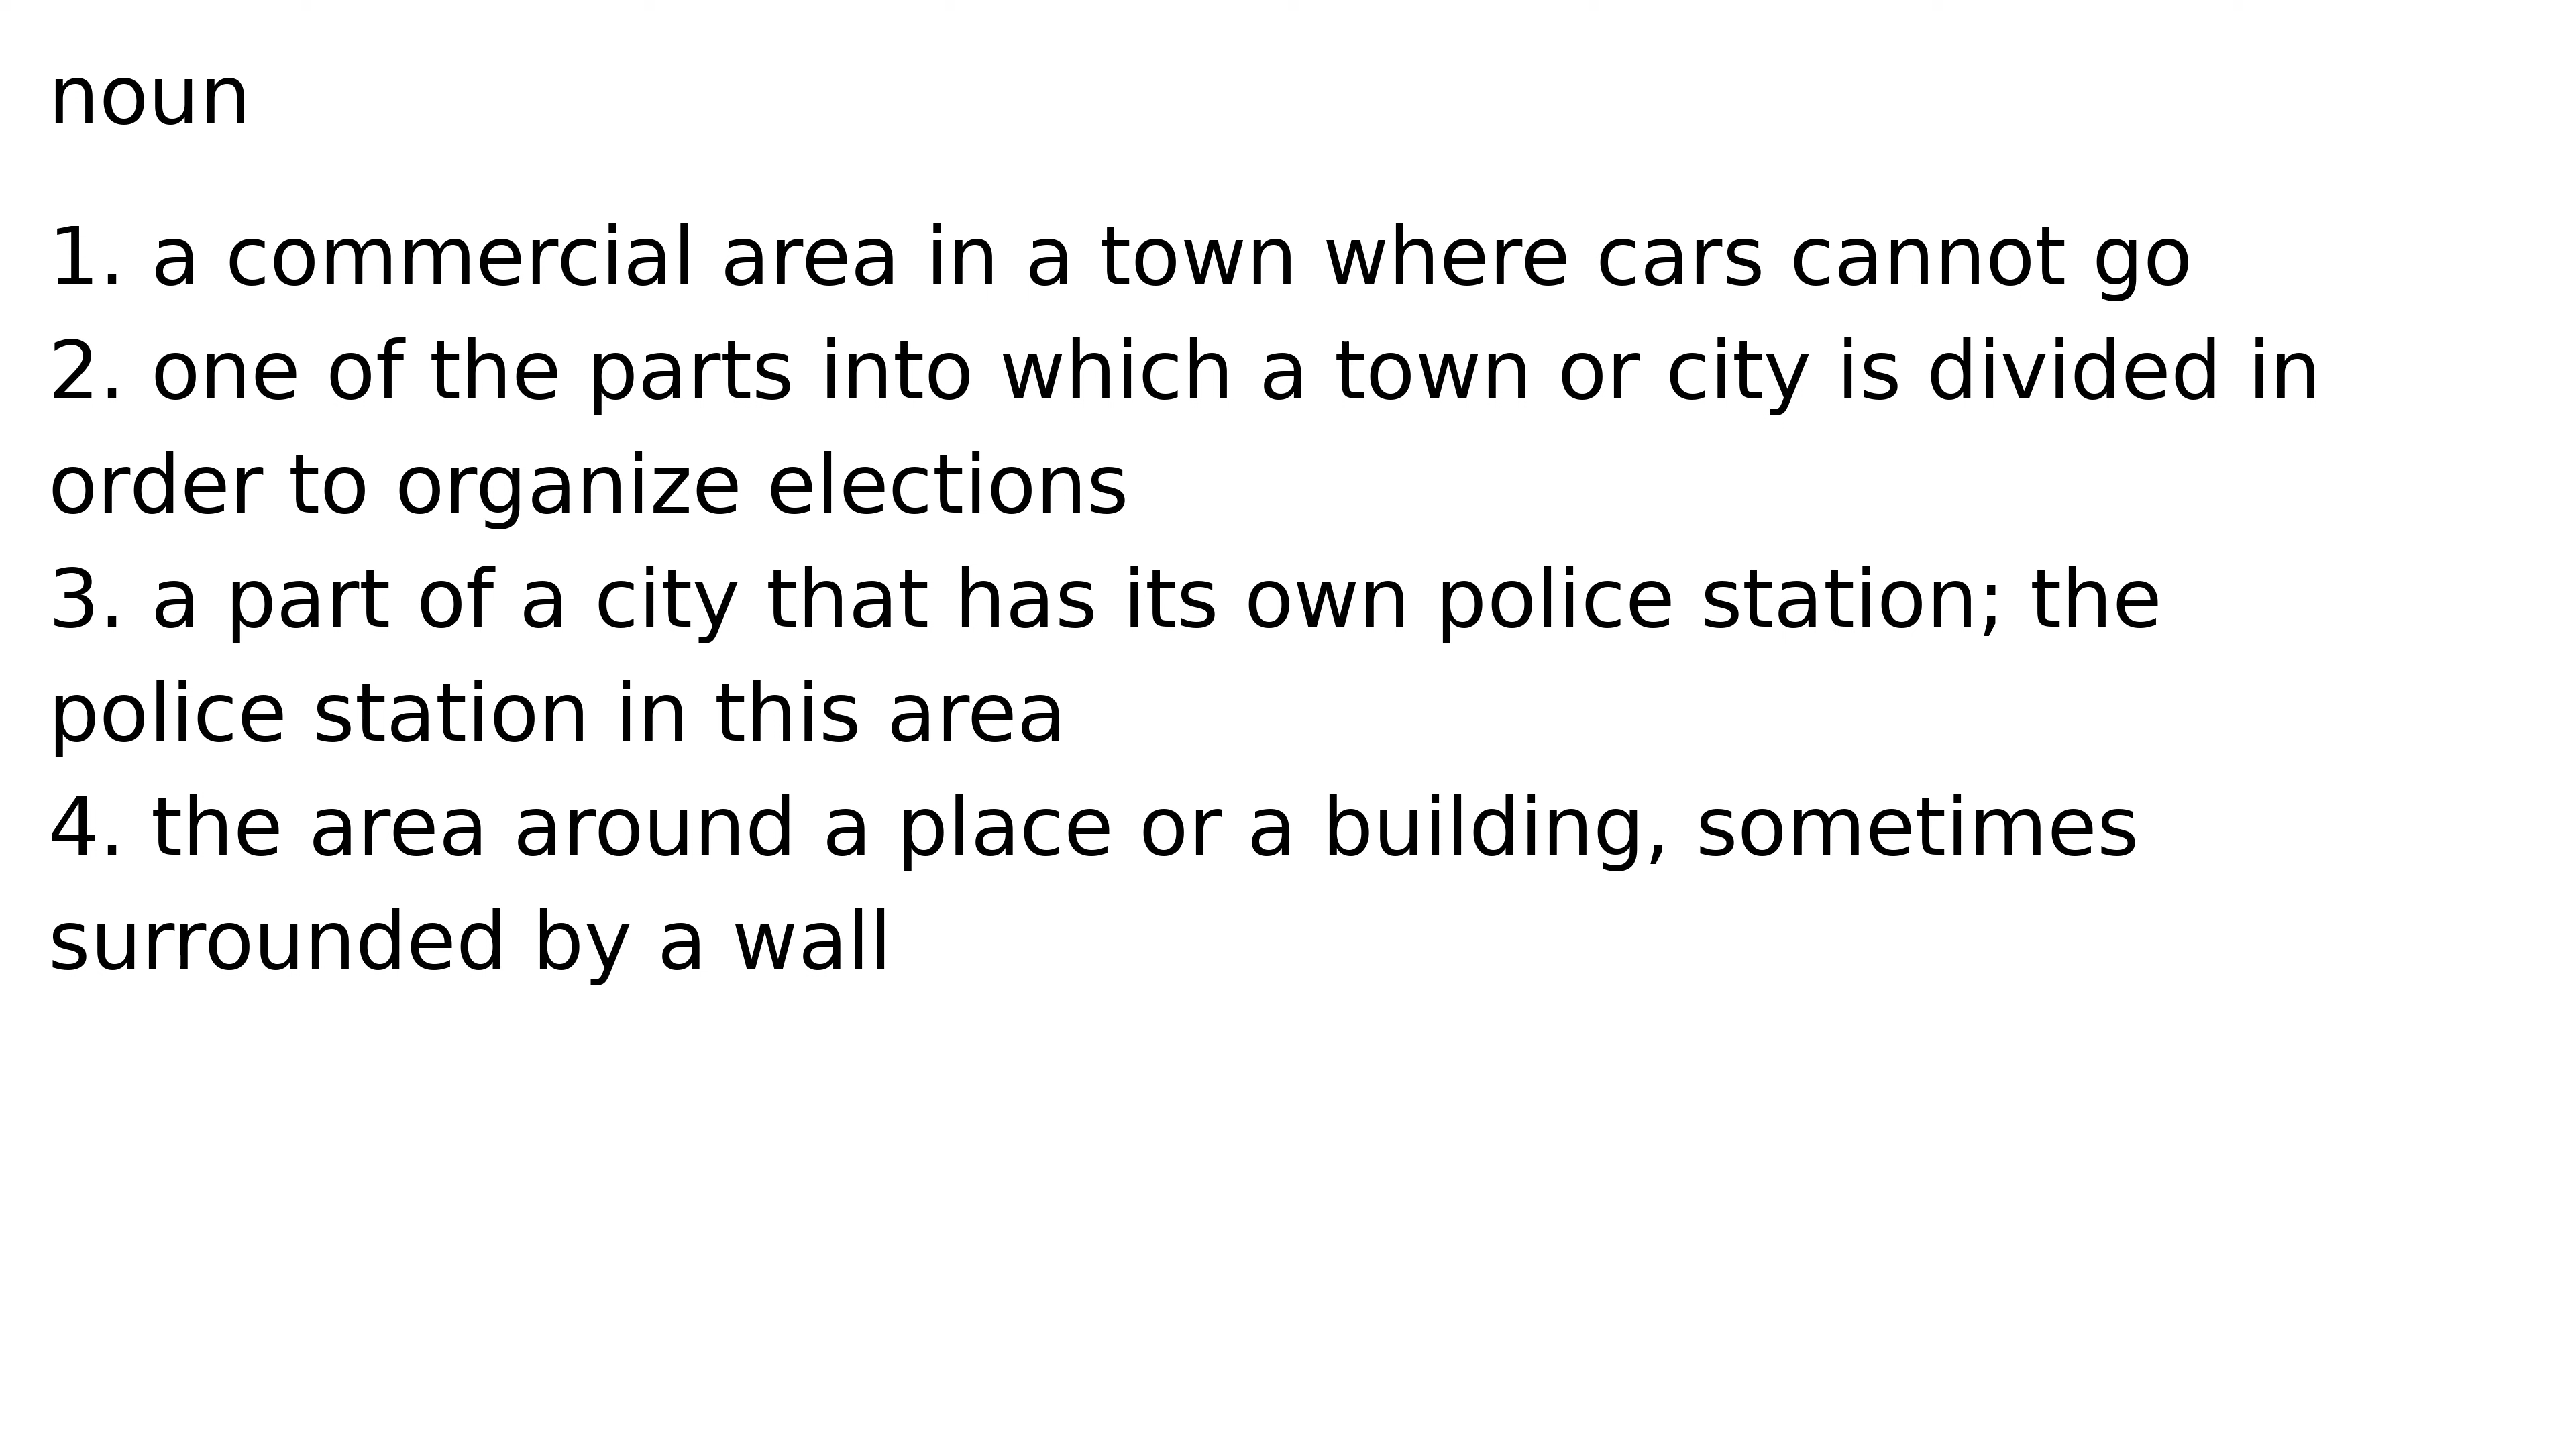 noun
1. a commercial area in a town where cars cannot go
2. one of the parts into which a town or city is divided in
order to organize elections
3. a part of a city that has its own police station; the
police station in this area
4. the area around a place or a building, sometimes
surrounded by a wall